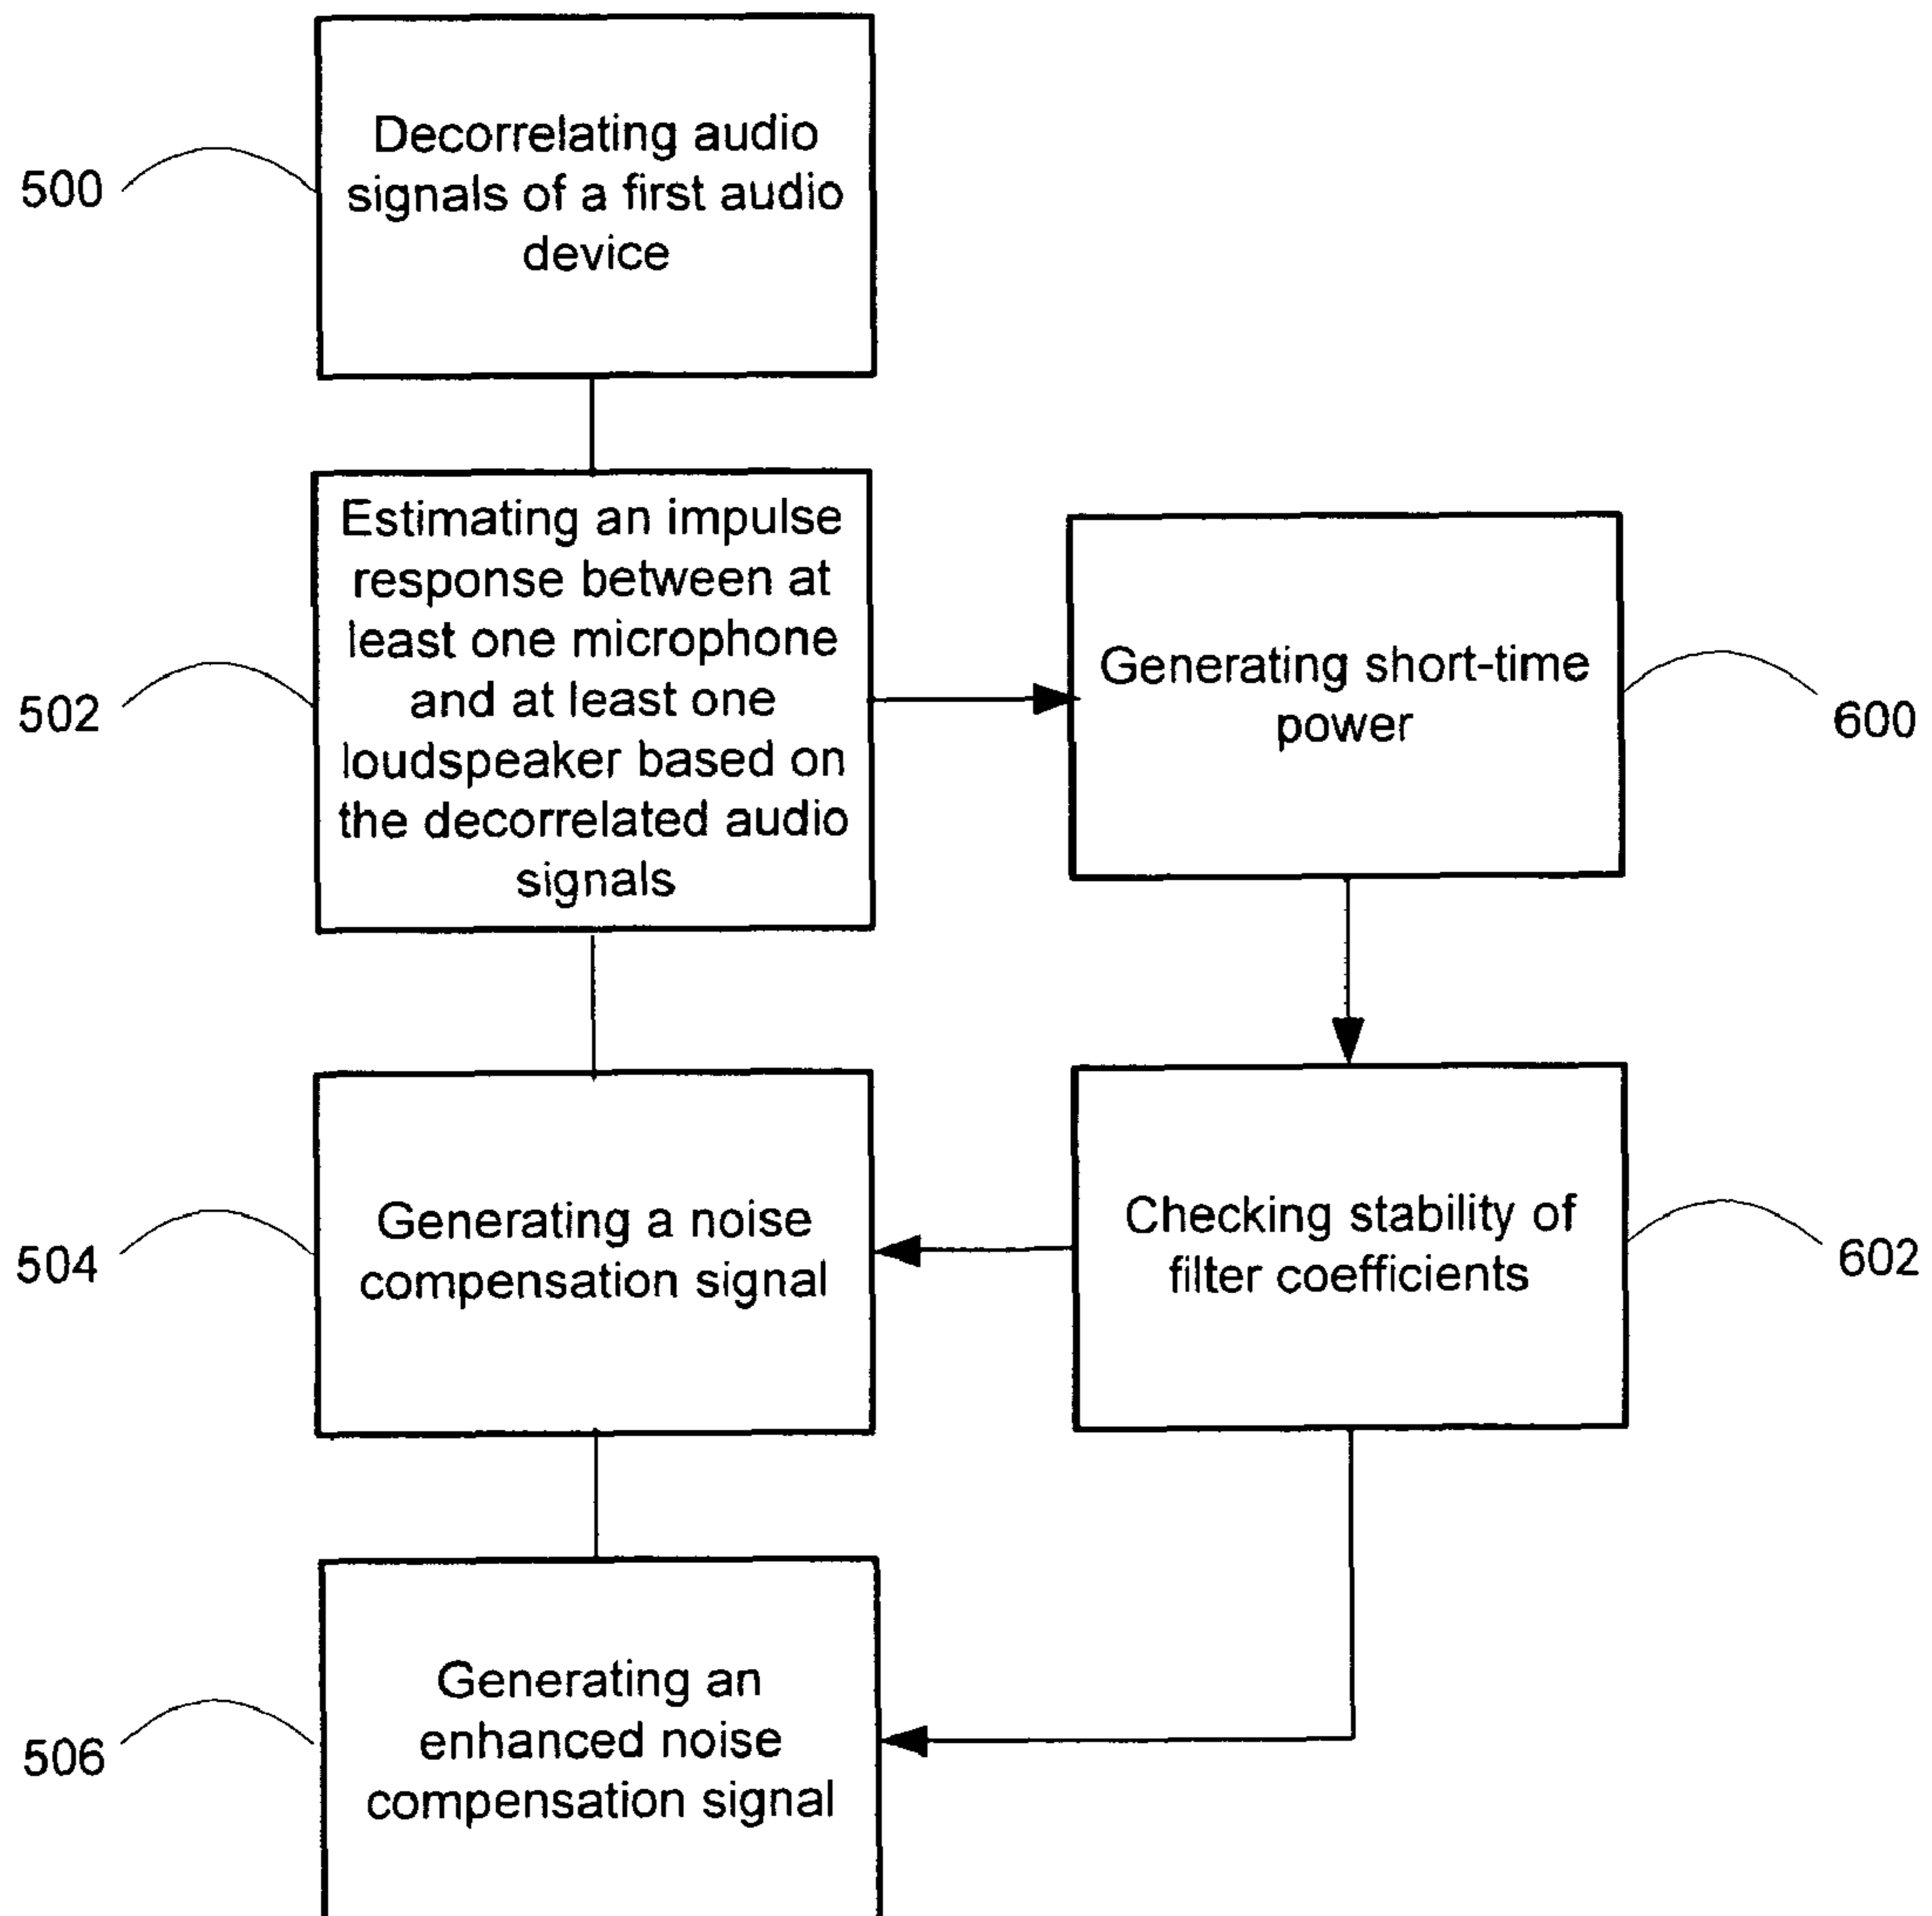 500
Decorrelating audio
signals of a first audio
device
502
Estimating an impulse
response between at
least one microphone
and at least one
loudspeaker based on
the decorrelated audio
signals
Generating short-time
power
600
504
Generating a noise
compensation signal
Checking stability of
filter coefficients
602
506
Generating an
enhanced noise
compensation signal